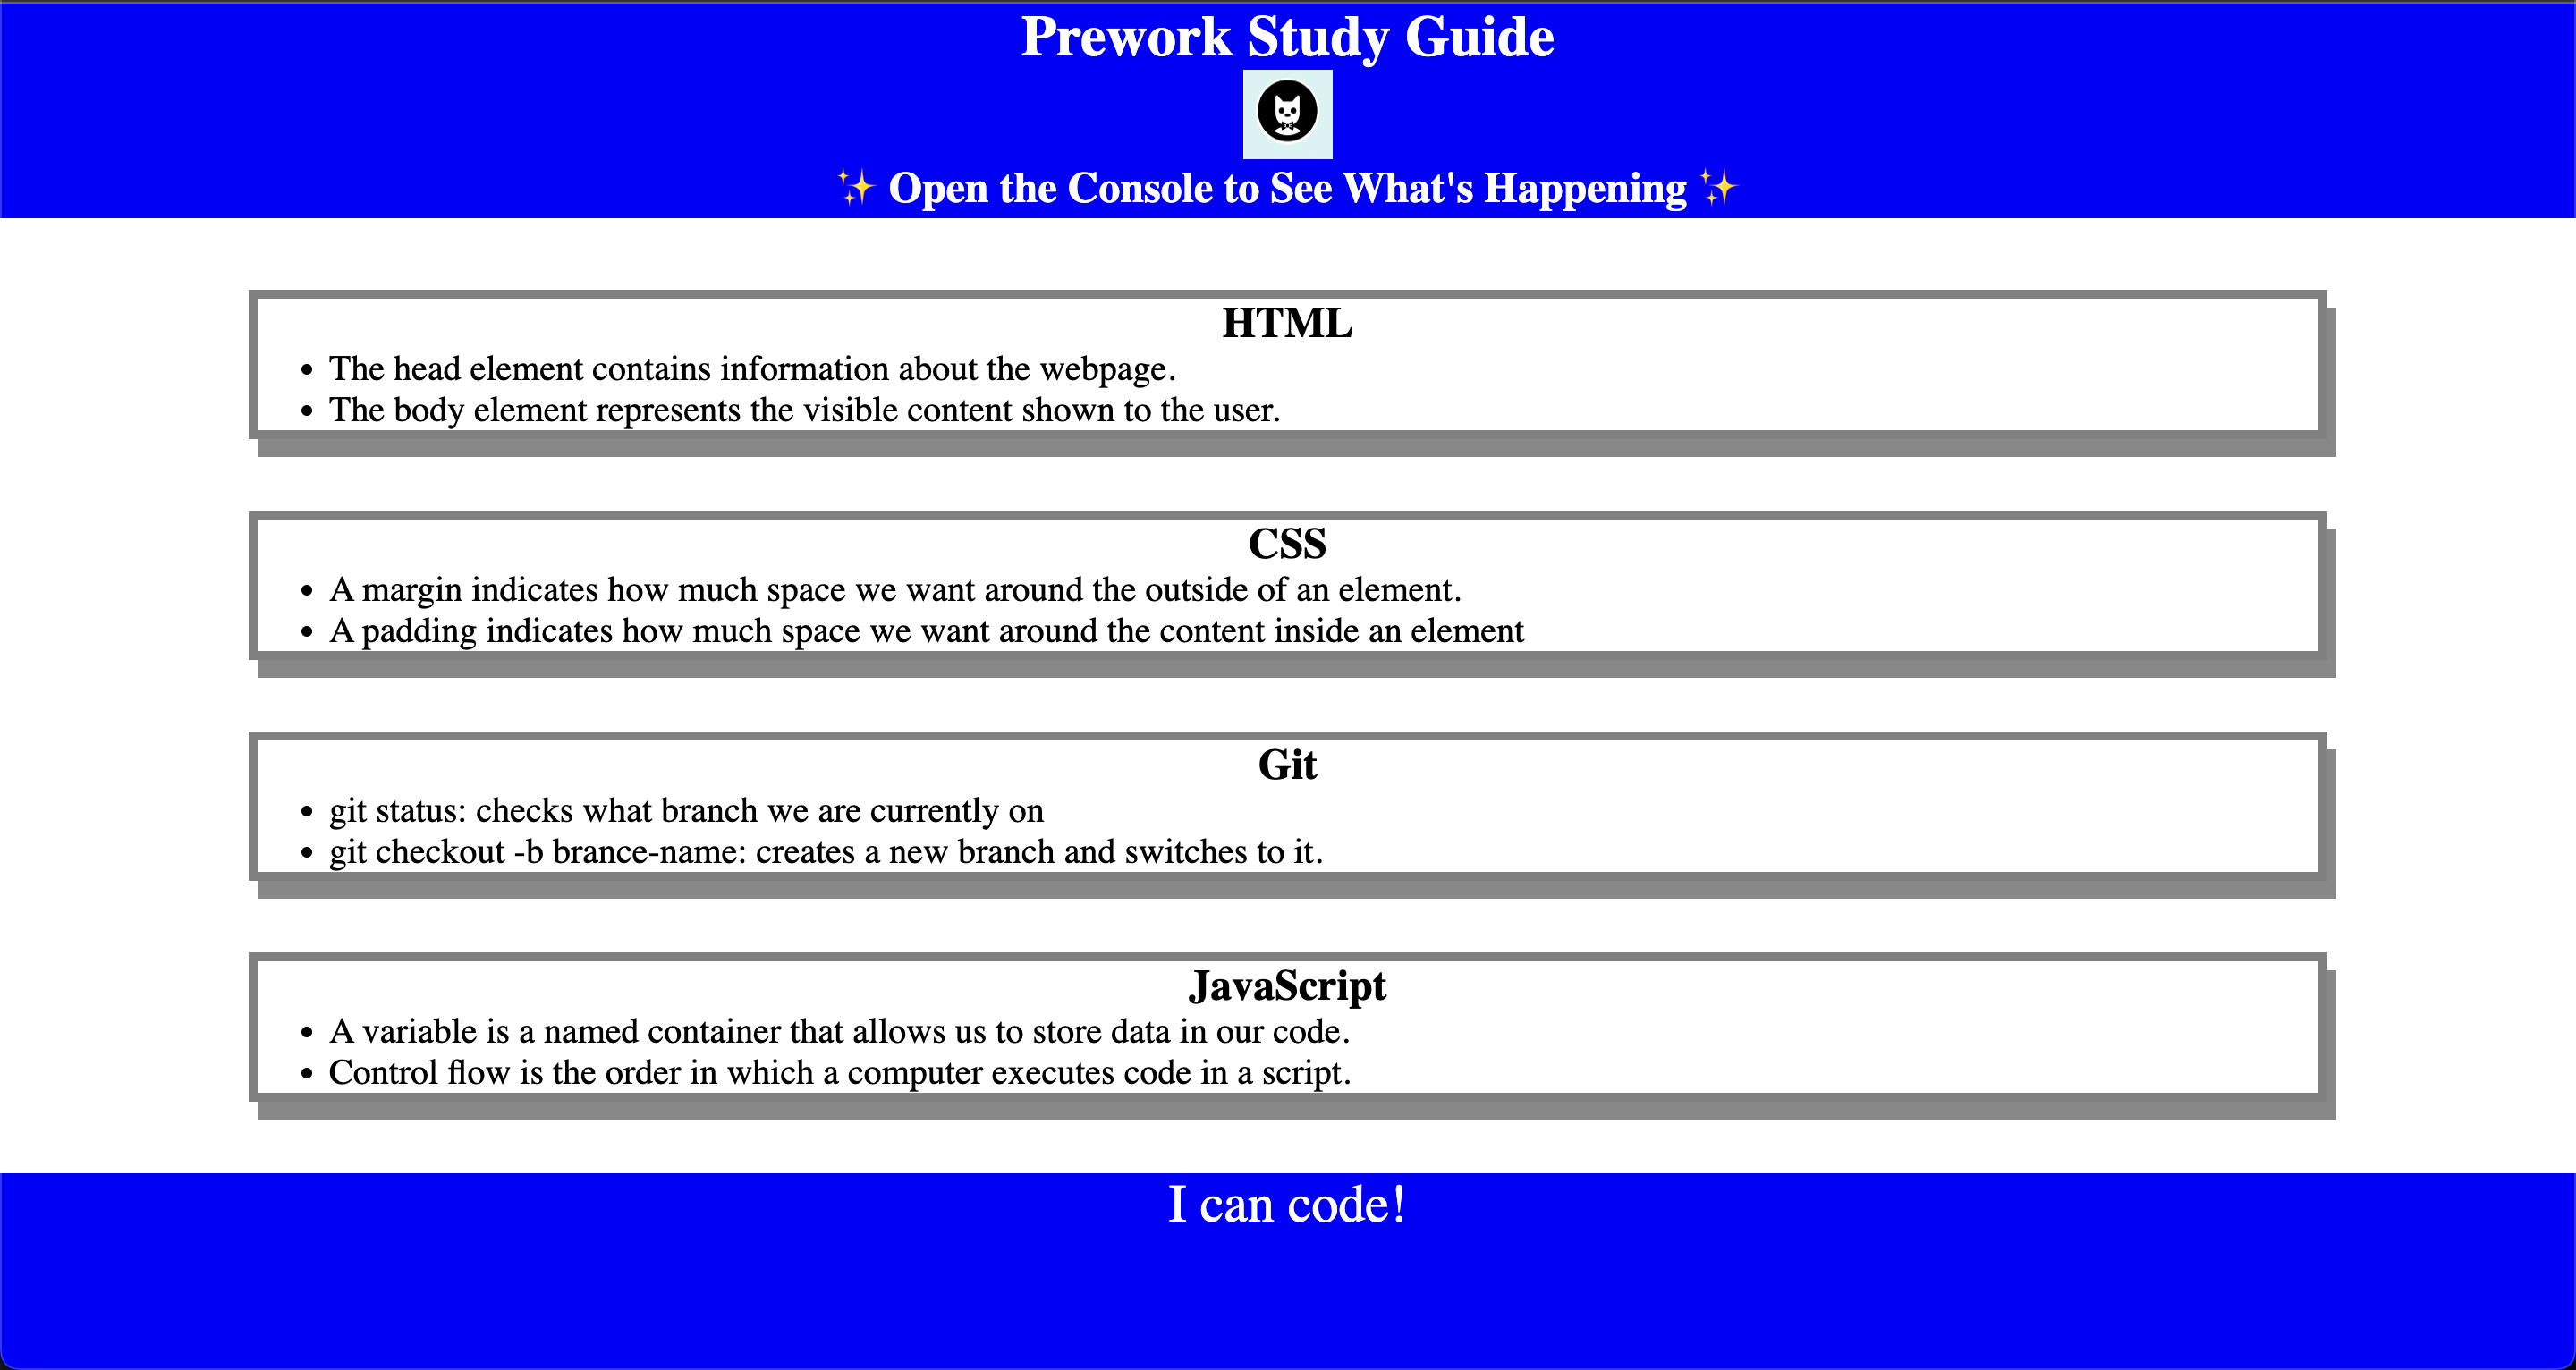 Prework Study Guide
✨ Open the Console to See What's Happening ✨
HTML
• The head element contains information about the webpage.
• The body element represents the visible content shown to the user.
CSS
• A margin indicates how much space we want around the outside of an element.
• A padding indicates how much space we want around the content inside an element
Git
• git status: checks what branch we are currently on
• git checkout -b brance-name: creates a new branch and switches to it.
JavaScript
• A variable is a named container that allows us to store data in our code.
• Control flow is the order in which a computer executes code in a script.
I can code!